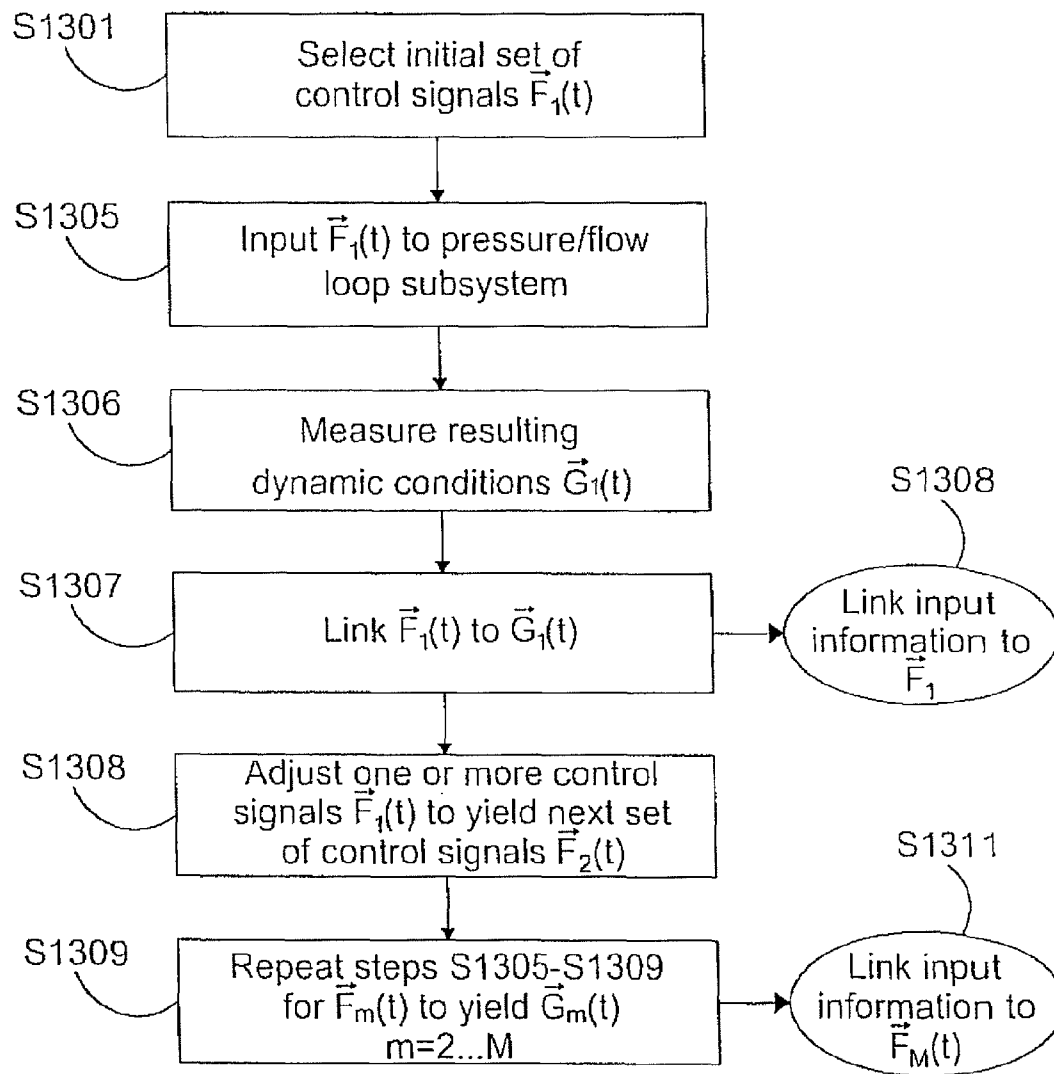 S1301
Select initial set of
control signals F⃗₁(t)
S1305
Input F⃗₁(t) to pressure/flow
loop subsystem
S1306
Measure resulting
dynamic conditions G⃗₁(t)
S1307
Link F⃗₁(t) to G⃗₁(t)
S1308
Link input
information to
F⃗₁
S1308
Adjust one or more control
signals F⃗₁(t) to yield next set
of control signals F⃗₂(t)
S1309
Repeat steps S1305-S1309
for F⃗ₘ(t) to yield G⃗ₘ(t)
m=2...M
S1311
Link input
information to
F⃗_M(t)